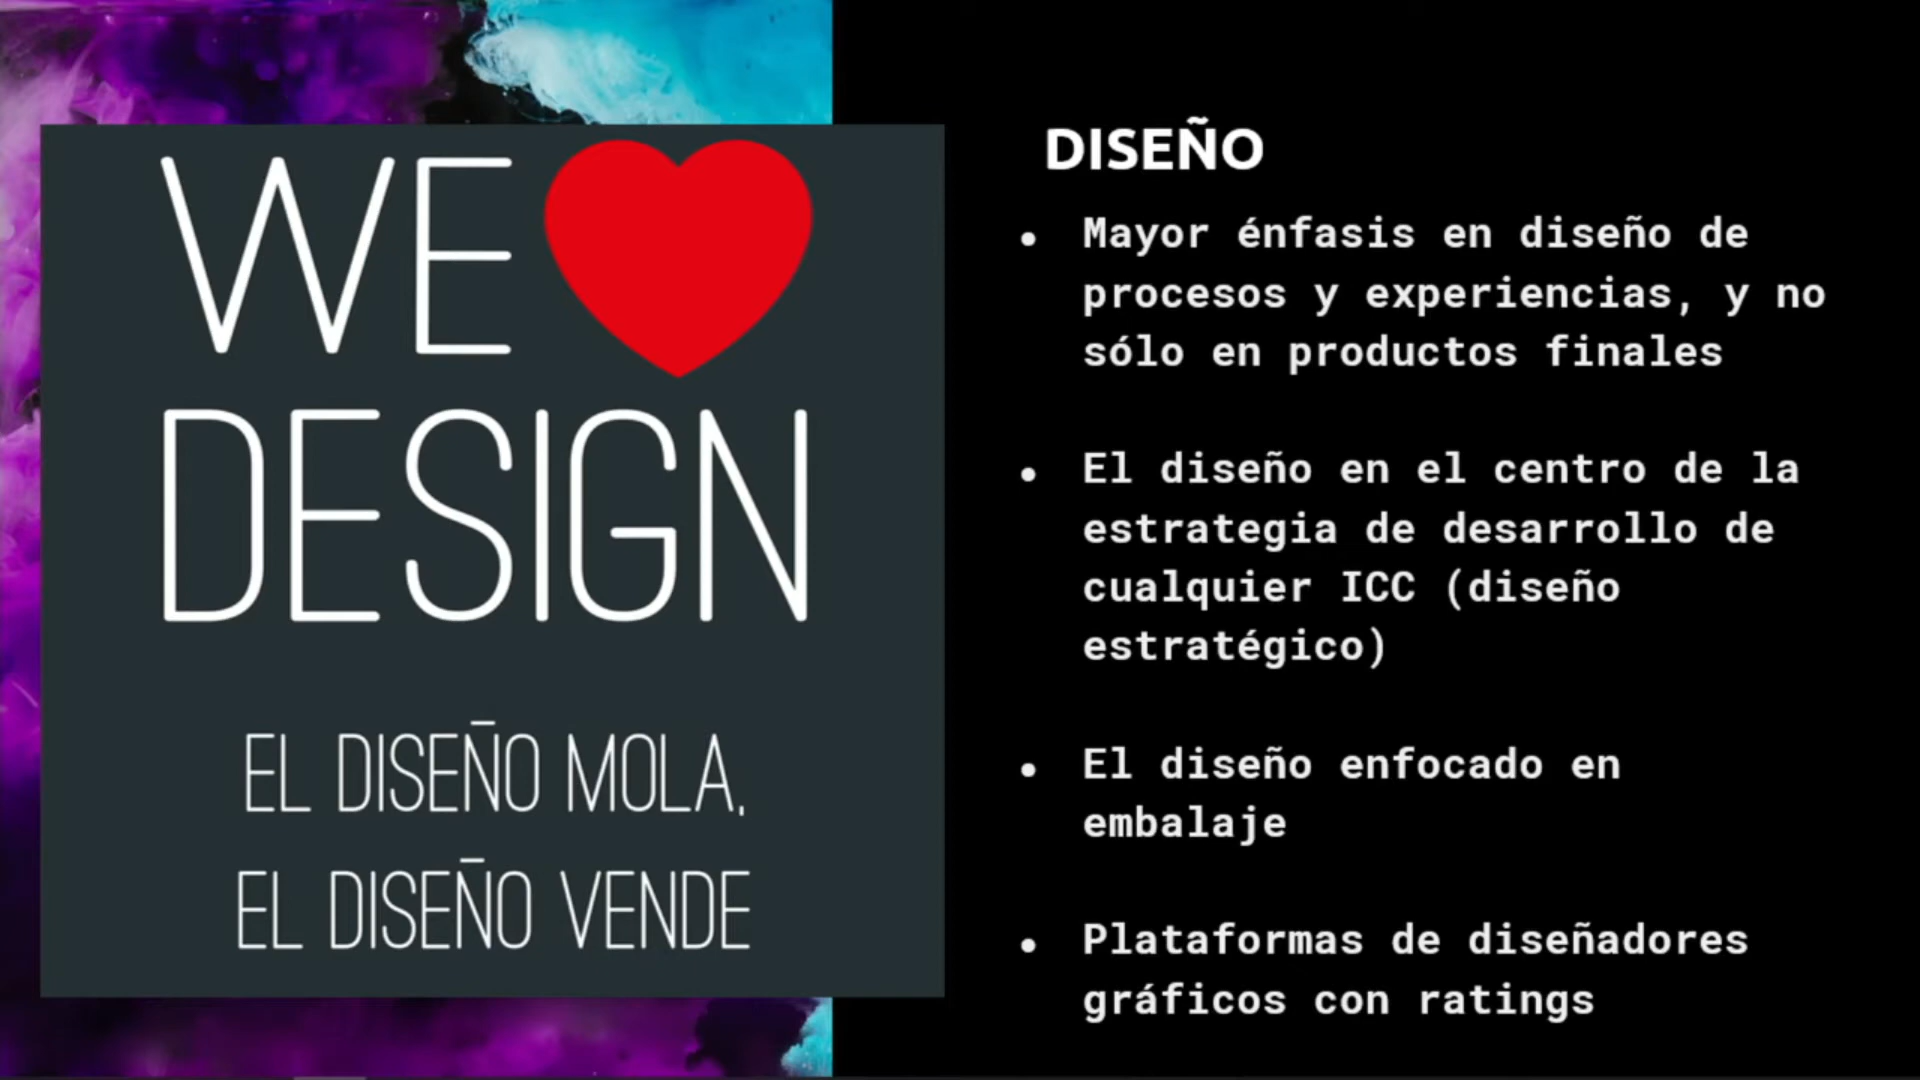 WE
DESIGN
EL DISEÑO MOLA,
EL DISEÑO VENDE
DISEÑO
• Mayor énfasis en diseño de
procesos y experiencias, y no
sólo en productos finales
• El diseño en el centro de la
estrategia de desarrollo de
cualquier ICC (diseño
estratégico)
• El diseño enfocado en
embalaje
• Plataformas de diseñadores
gráficos con ratings